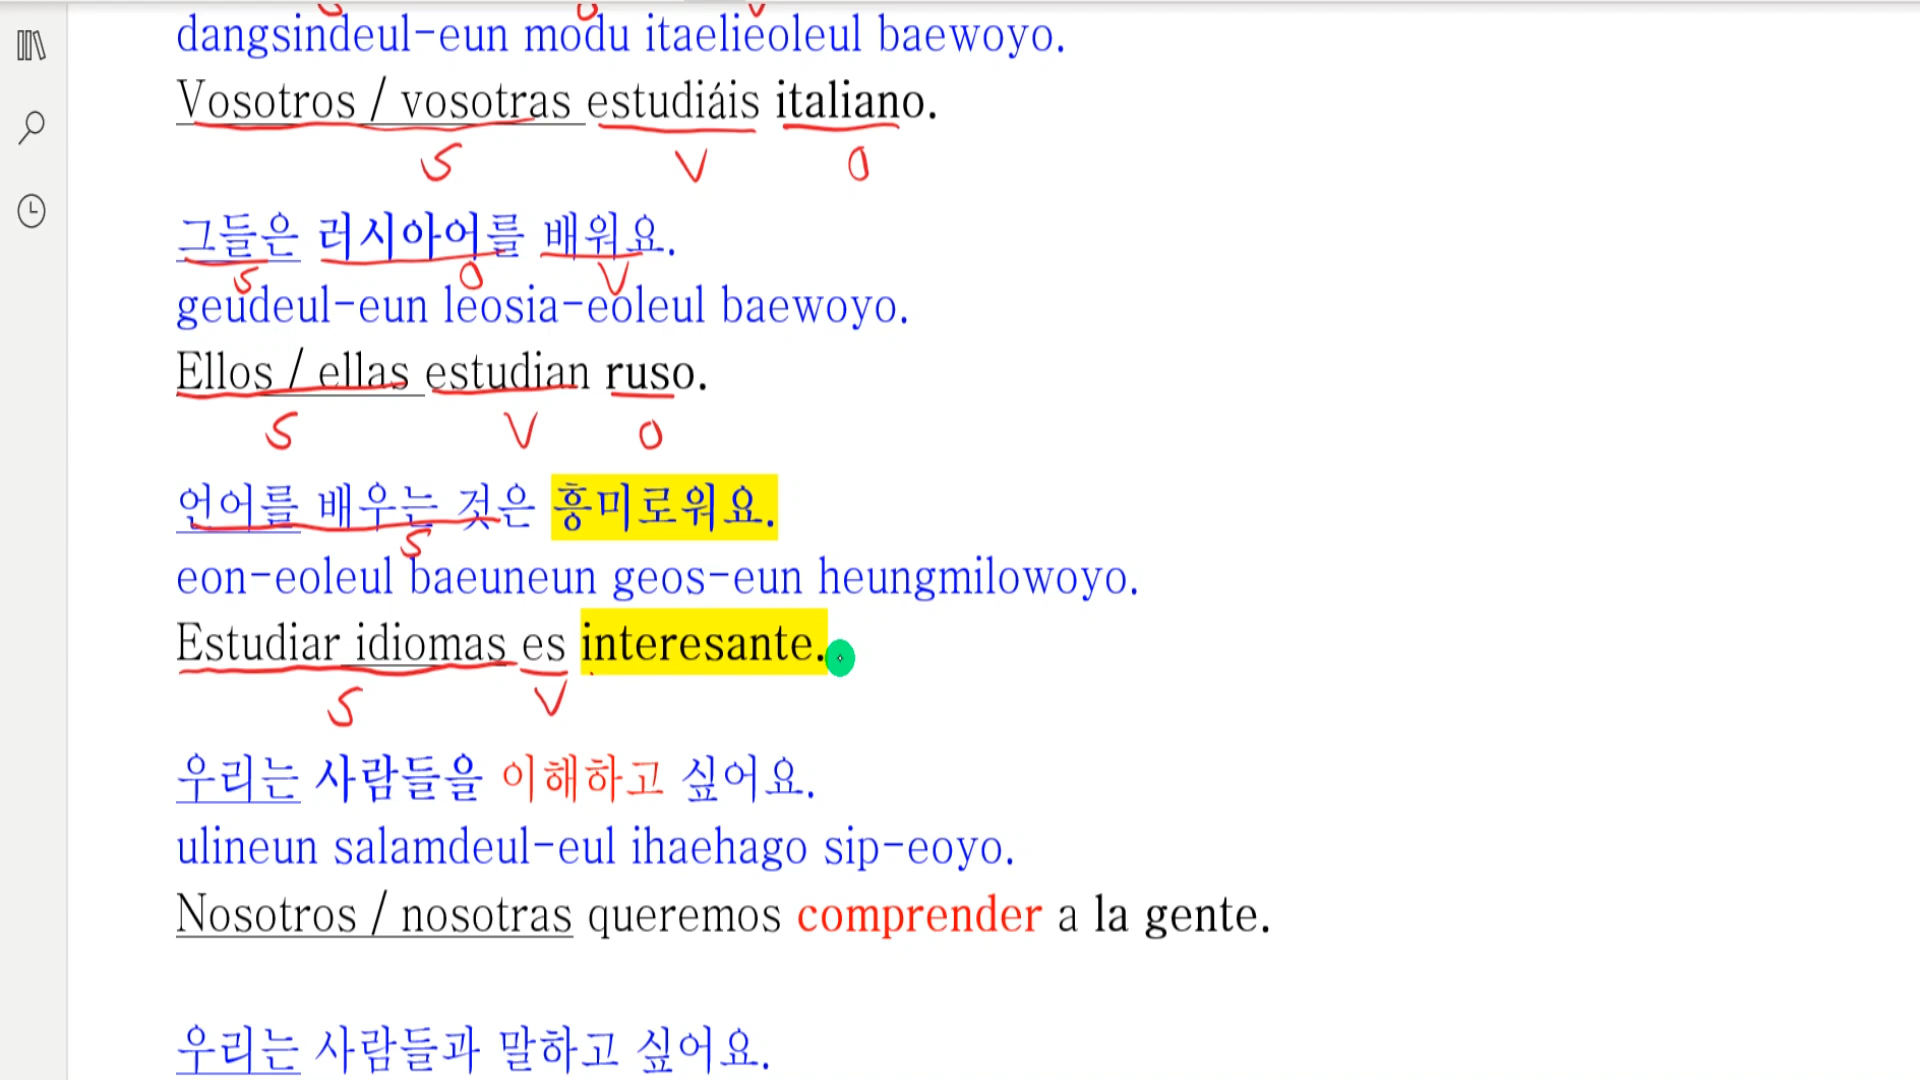 dangsindeul-eun modu itaelieoleul baewoyo.
Vosotros / vosotras estudiáis italiano.
S V O
그들은 러시아어를 배워요.
S O V
geudeul-eun leosia-eoleul baewoyo.
Ellos / ellas estudian ruso.
S V O
언어를 배우는 것은 흥미로워요.
S
eon-eoleul baeuneun geos-eun heungmilowoyo.
Estudiar idiomas es interesante.
S V
우리는 사람들을 이해하고 싶어요.
ulineun salamdeul-eul ihaehago sip-eoyo.
Nosotros / nosotras queremos comprender a la gente.
우리는 사람들과 말하고 싶어요.